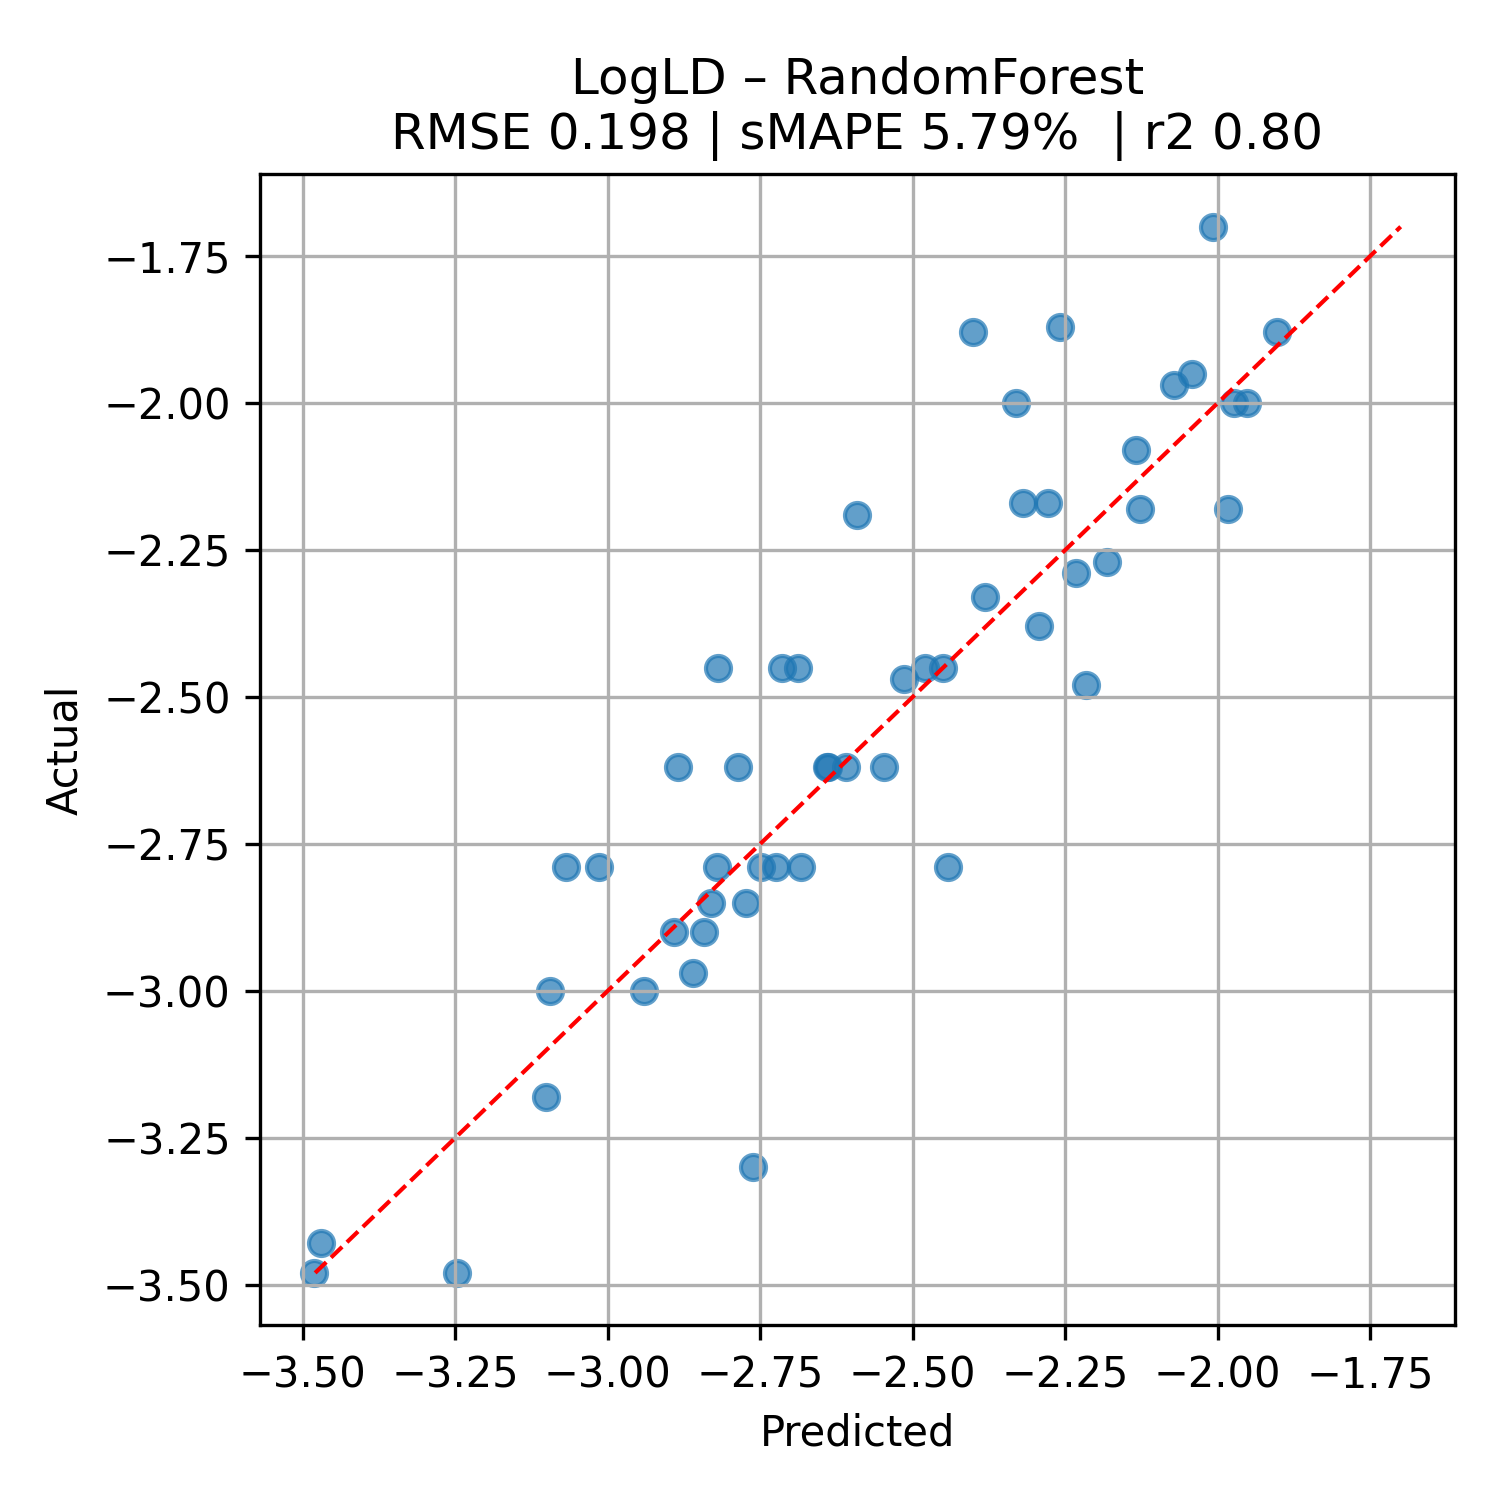 LogLD – RandomForest
RMSE 0.198 | sMAPE 5.79%  | r2 0.80
−1.75
−2.00
−2.25
−2.50
−2.75
−3.00
−3.25
−3.50
Actual
−3.50 −3.25 −3.00 −2.75 −2.50 −2.25 −2.00 −1.75
Predicted